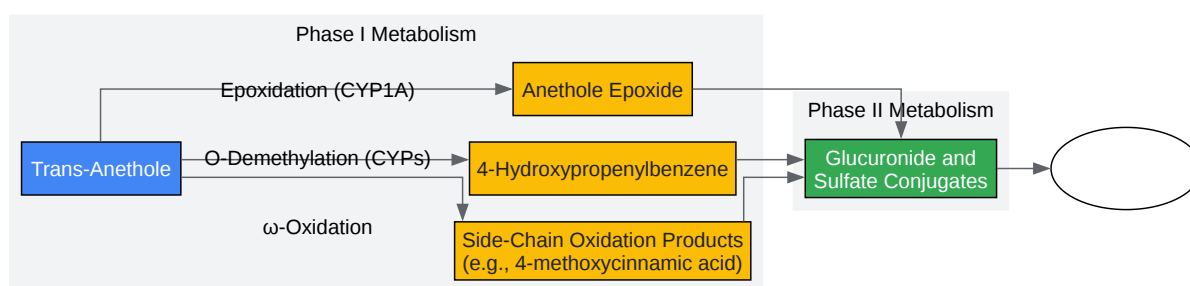 Phase I Metabolism
Epoxidation (CYP1A)
Anethole Epoxide
Phase II Metabolism
Trans-Anethole
O-Demethylation (CYPs)
4-Hydroxypropenylbenzene
Glucuronide and
Sulfate Conjugates
ω-Oxidation
Side-Chain Oxidation Products
(e.g., 4-methoxycinnamic acid)